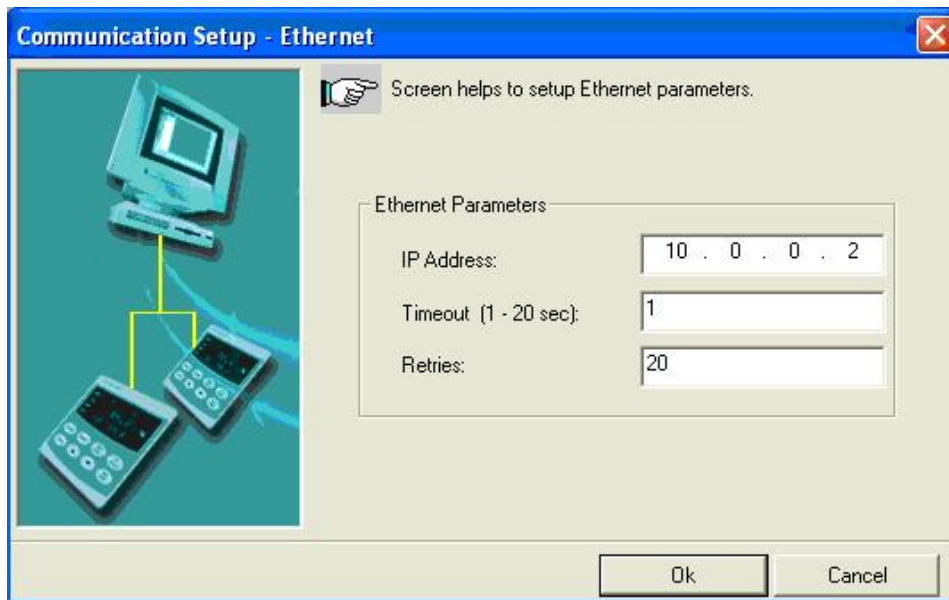 Communication Setup - Ethernet
Screen helps to setup Ethernet parameters.
Ethernet Parameters
IP Address: 10 . 0 . 0 . 2
Timeout (1 - 20 sec): 1
Retries: 20
Ok Cancel